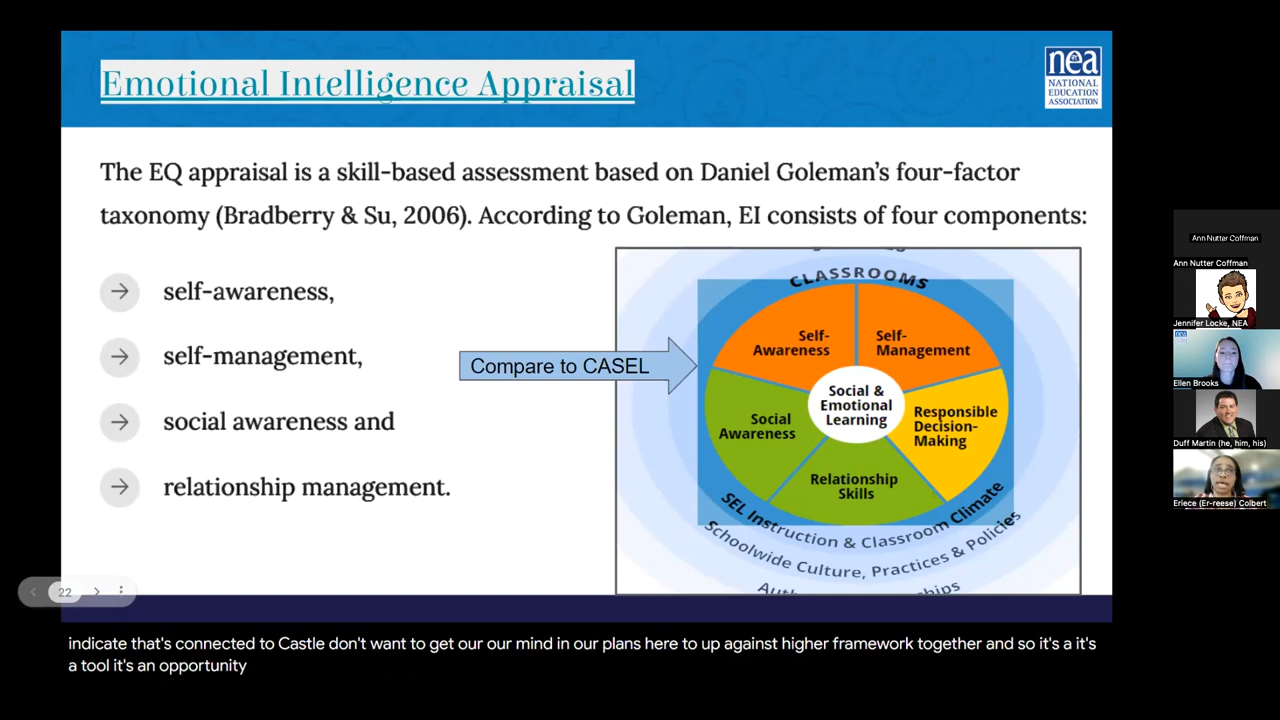 Emotional Intelligence Appraisal
nea
NATIONAL
EDUCATION
ASSOCIATION
The EQ appraisal is a skill-based assessment based on Daniel Goleman's four-factor
taxonomy (Bradberry & Su, 2006). According to Goleman, EI consists of four components:
self-awareness,
self-management,
social awareness and
relationship management.
Compare to CASEL
CLASSROOMS
Self-
Awareness
Self-
Management
Social &
Emotional
Learning
Social
Awareness
Responsible
Decision-
Making
Relationship
Skills
SEL Instruction & Classroom Climate
Schoolwide Culture, Practices & Policies
22
indicate that's connected to Castle don't want to get our our mind in our plans here to up against higher framework together and so it's a it's
a tool it's an opportunity
Ann Nutter Coffman
Ann Nutter Coffman
Jennifer Locke, NEA
nea
Ellen Brooks
Duff Martin (he, him, his)
Eriece (Er-reese) Colbert